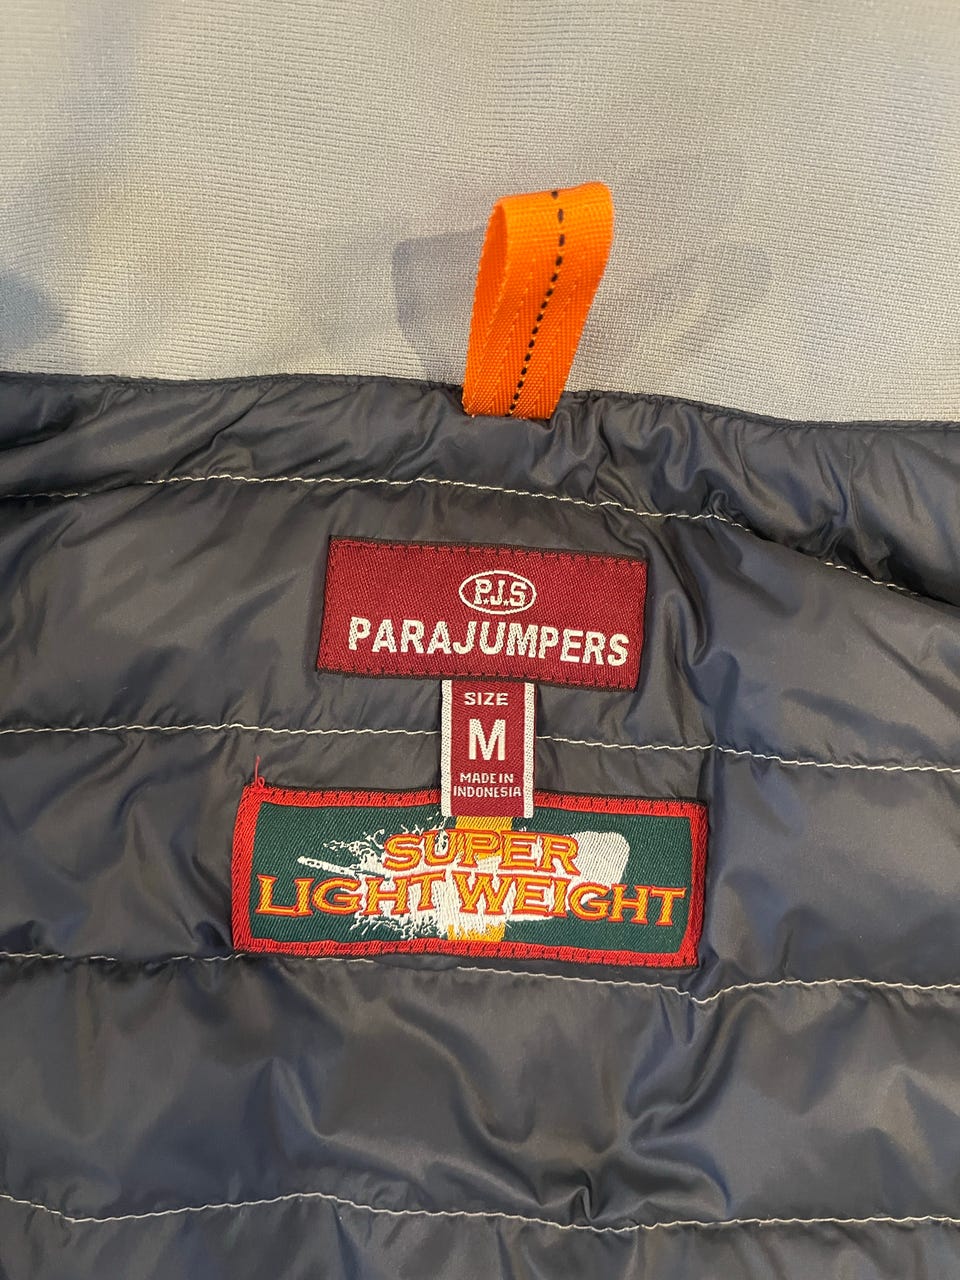 P.J.S
PARAJUMPERS
SIZE
M
MADE IN
INDONESIA
SUPER
LIGHT WEIGHT